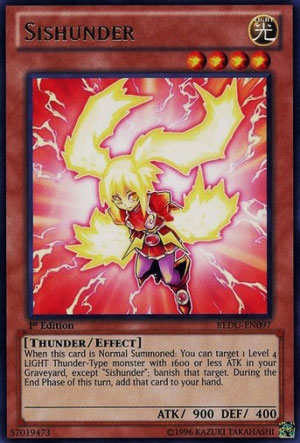 SISHUNDER
LIGHT
光
1st Edition
REDU-EN097
[THUNDER/EFFECT]
When this card is Normal Summoned: You can target 1 Level 4
LIGHT Thunder-Type monster with 1600 or less ATK in your
Graveyard, except "Sishunder"; banish that target. During the
End Phase of this turn, add that card to your hand.
ATK/ 900 DEF/ 400
57019473
©1996 KAZUKI TAKAHASHI